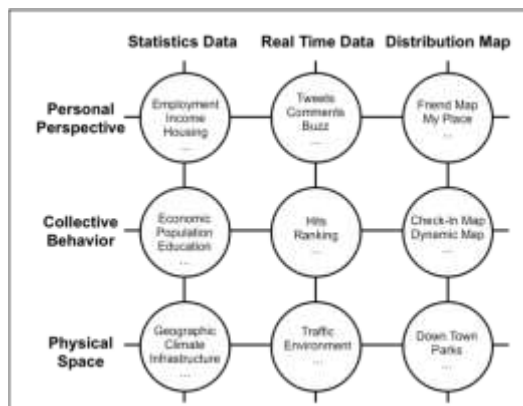 Statistics Data Real Time Data Distribution Map
Personal
Perspective
Employment
Income
Housing
...
Tweets
Comments
Buzz
...
Friend Map
My Place
...
Collective
Behavior
Economic
Population
Education
...
Hits
Ranking
...
Check-In Map
Dynamic Map
...
Physical
Space
Geographic
Climate
Infrastructure
...
Traffic
Environment
...
Down Town
Parks
...